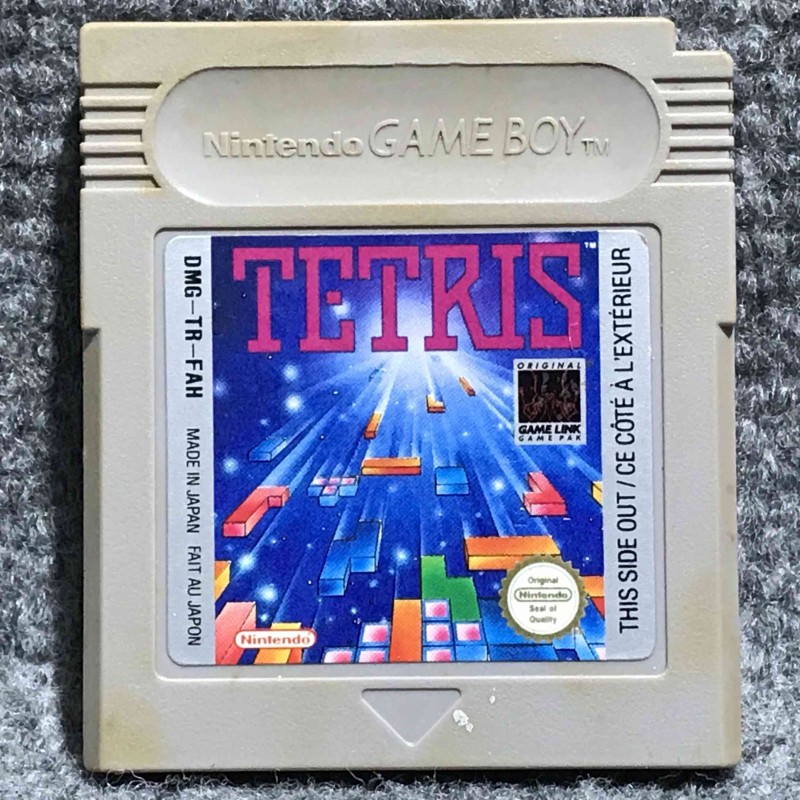 Nintendo GAME BOY™
TETRIS™
DMG-TR-FAH MADE IN JAPAN FAIT AU JAPON
ORIGINAL
GAME LINK
GAME PAK
THIS SIDE OUT / CE CÔTÉ À L'EXTÉRIEUR
Original
Nintendo
Seal of
Quality
Nintendo